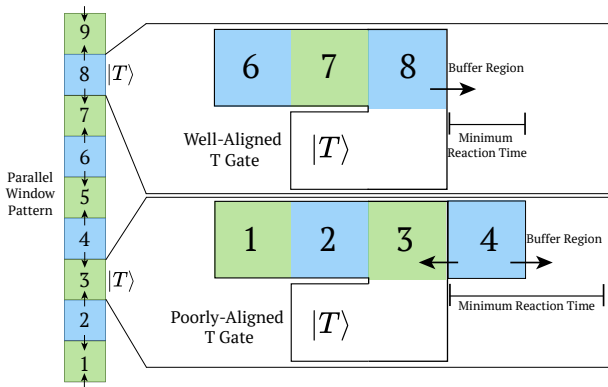 Parallel
Window
Pattern
9
8
|T⟩
7
6
5
4
3
|T⟩
2
1
6
7
8
Buffer Region
Minimum
Reaction Time
Well-Aligned
T Gate
|T⟩
1
2
3
4
Buffer Region
Minimum Reaction Time
Poorly-Aligned
T Gate
|T⟩